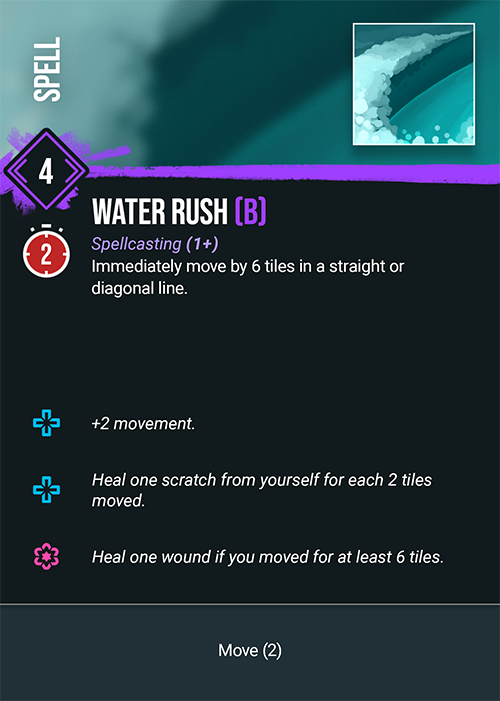 SPELL
4
WATER RUSH (B)
2
Spellcasting (1+)
Immediately move by 6 tiles in a straight or
diagonal line.
+2 movement.
Heal one scratch from yourself for each 2 tiles
moved.
Heal one wound if you moved for at least 6 tiles.
Move (2)